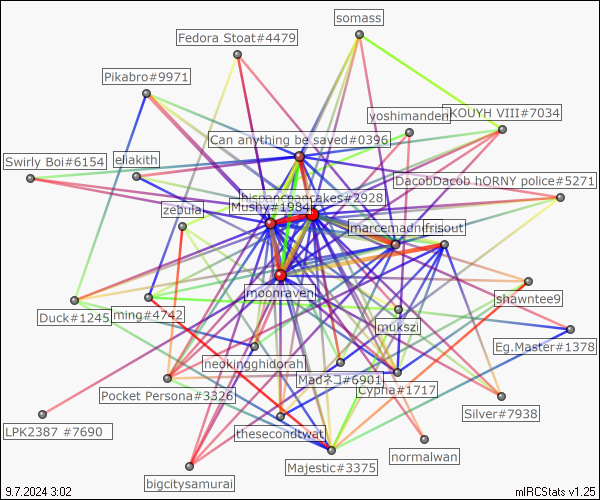 somass
Fedora Stoat#4479
Pikabro#9971
yoshimanden
KOUYH VIII#7034
Can anything be saved#0396
Swirly Boi#6154
eliakith
DacobDacob hORNY police#5271
hispancpancakes#2928
Mushy#1984
zebula
marcemadn
frisout
moonraven
shawntee9
Duck#1245
ming#4742
mukszi
Eg.Master#1378
neokingghidorah
Madネコ#6901
Cypha#1717
Pocket Persona#3326
Silver#7938
LPK2387 #7690
thesecondtwat
normalwan
Majestic#3375
bigcitysamurai
9.7.2024 3:02
mIRCStats v1.25